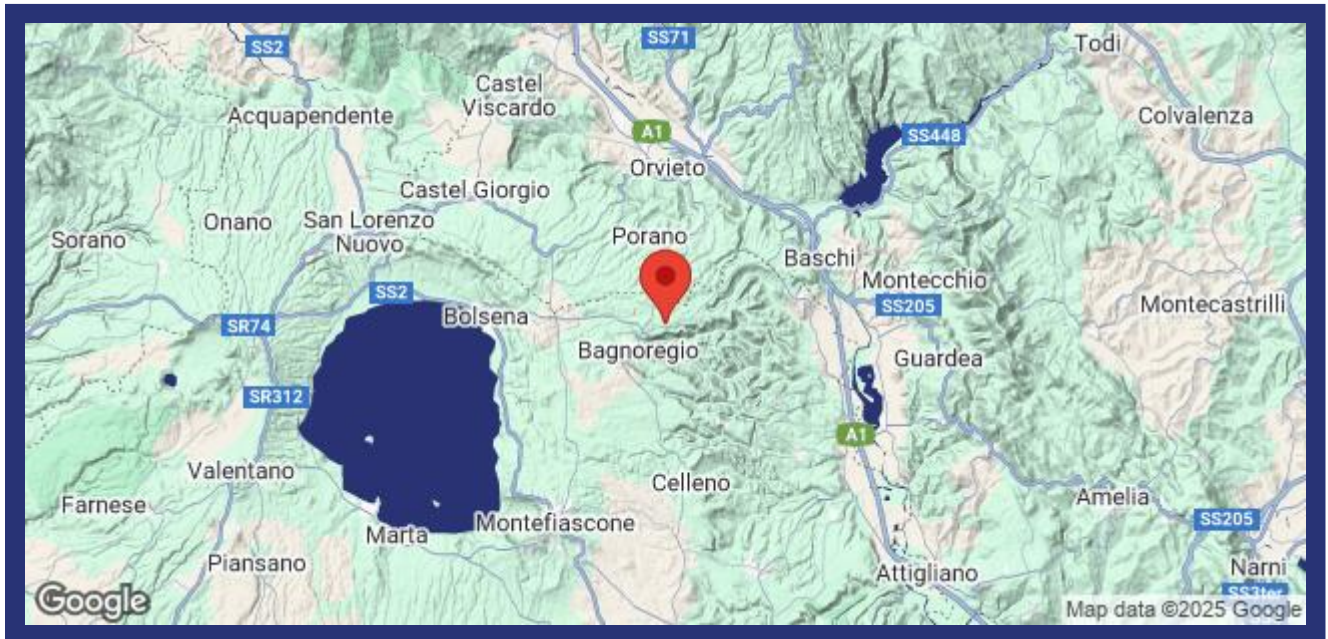 SS71
Todi
SS2
Castel
Viscardo
Acquapendente
Colvalenza
A1
SS448
Orvieto
Castel Giorgio
Onano
San Lorenzo
Nuovo
Sorano
Porano
Baschi
Montecchio
SS2
SS205
Montecastrilli
Bolsena
SR74
Bagnoregio
Guardea
SR312
A1
Valentano
Celleno
Farnese
Amelia
Montefiascone
SS205
Marta
Piansano
Attigliano
Narni
SS3ter
Google
Map data ©2025 Google